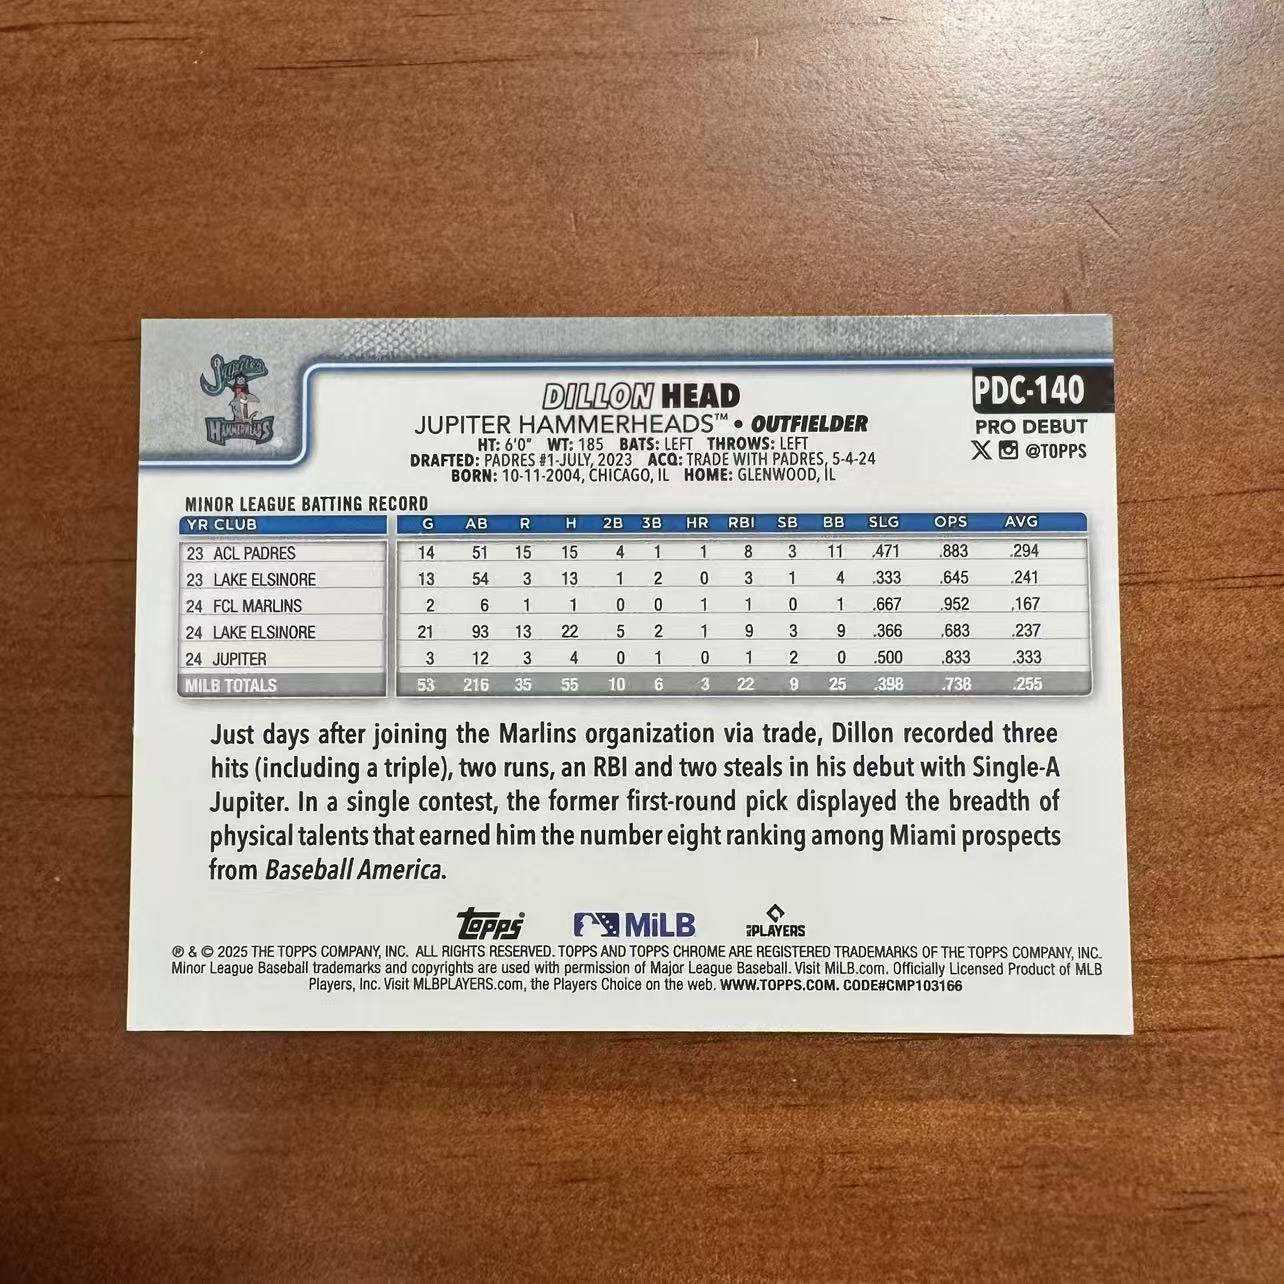 Jupiter
HAMMERHEADS
DILLON HEAD
JUPITER HAMMERHEADS™ • OUTFIELDER
HT: 6'0" WT: 185 BATS: LEFT THROWS: LEFT
DRAFTED: PADRES #1-JULY, 2023 ACQ: TRADE WITH PADRES, 5-4-24
BORN: 10-11-2004, CHICAGO, IL HOME: GLENWOOD, IL
PDC-140
PRO DEBUT
X @TOPPS
MINOR LEAGUE BATTING RECORD
YR CLUB G AB R H 2B 3B HR RBI SB BB SLG OPS AVG
23 ACL PADRES 14 51 15 15 4 1 1 8 3 11 .471 .883 .294
23 LAKE ELSINORE 13 54 3 13 1 2 0 3 1 4 .333 .645 .241
24 FCL MARLINS 2 6 1 1 0 0 1 1 0 1 .667 .952 .167
24 LAKE ELSINORE 21 93 13 22 5 2 1 9 3 9 .366 .683 .237
24 JUPITER 3 12 3 4 0 1 0 1 2 0 .500 .833 .333
MILB TOTALS 53 216 35 55 10 6 3 22 9 25 .398 .738 .255
Just days after joining the Marlins organization via trade, Dillon recorded three
hits (including a triple), two runs, an RBI and two steals in his debut with Single-A
Jupiter. In a single contest, the former first-round pick displayed the breadth of
physical talents that earned him the number eight ranking among Miami prospects
from Baseball America.
Topps MiLB PLAYERS
® & © 2025 THE TOPPS COMPANY, INC. ALL RIGHTS RESERVED. TOPPS AND TOPPS CHROME ARE REGISTERED TRADEMARKS OF THE TOPPS COMPANY, INC.
Minor League Baseball trademarks and copyrights are used with permission of Major League Baseball. Visit MiLB.com. Officially Licensed Product of MLB
Players, Inc. Visit MLBPLAYERS.com, the Players Choice on the web. WWW.TOPPS.COM. CODE#CMP103166